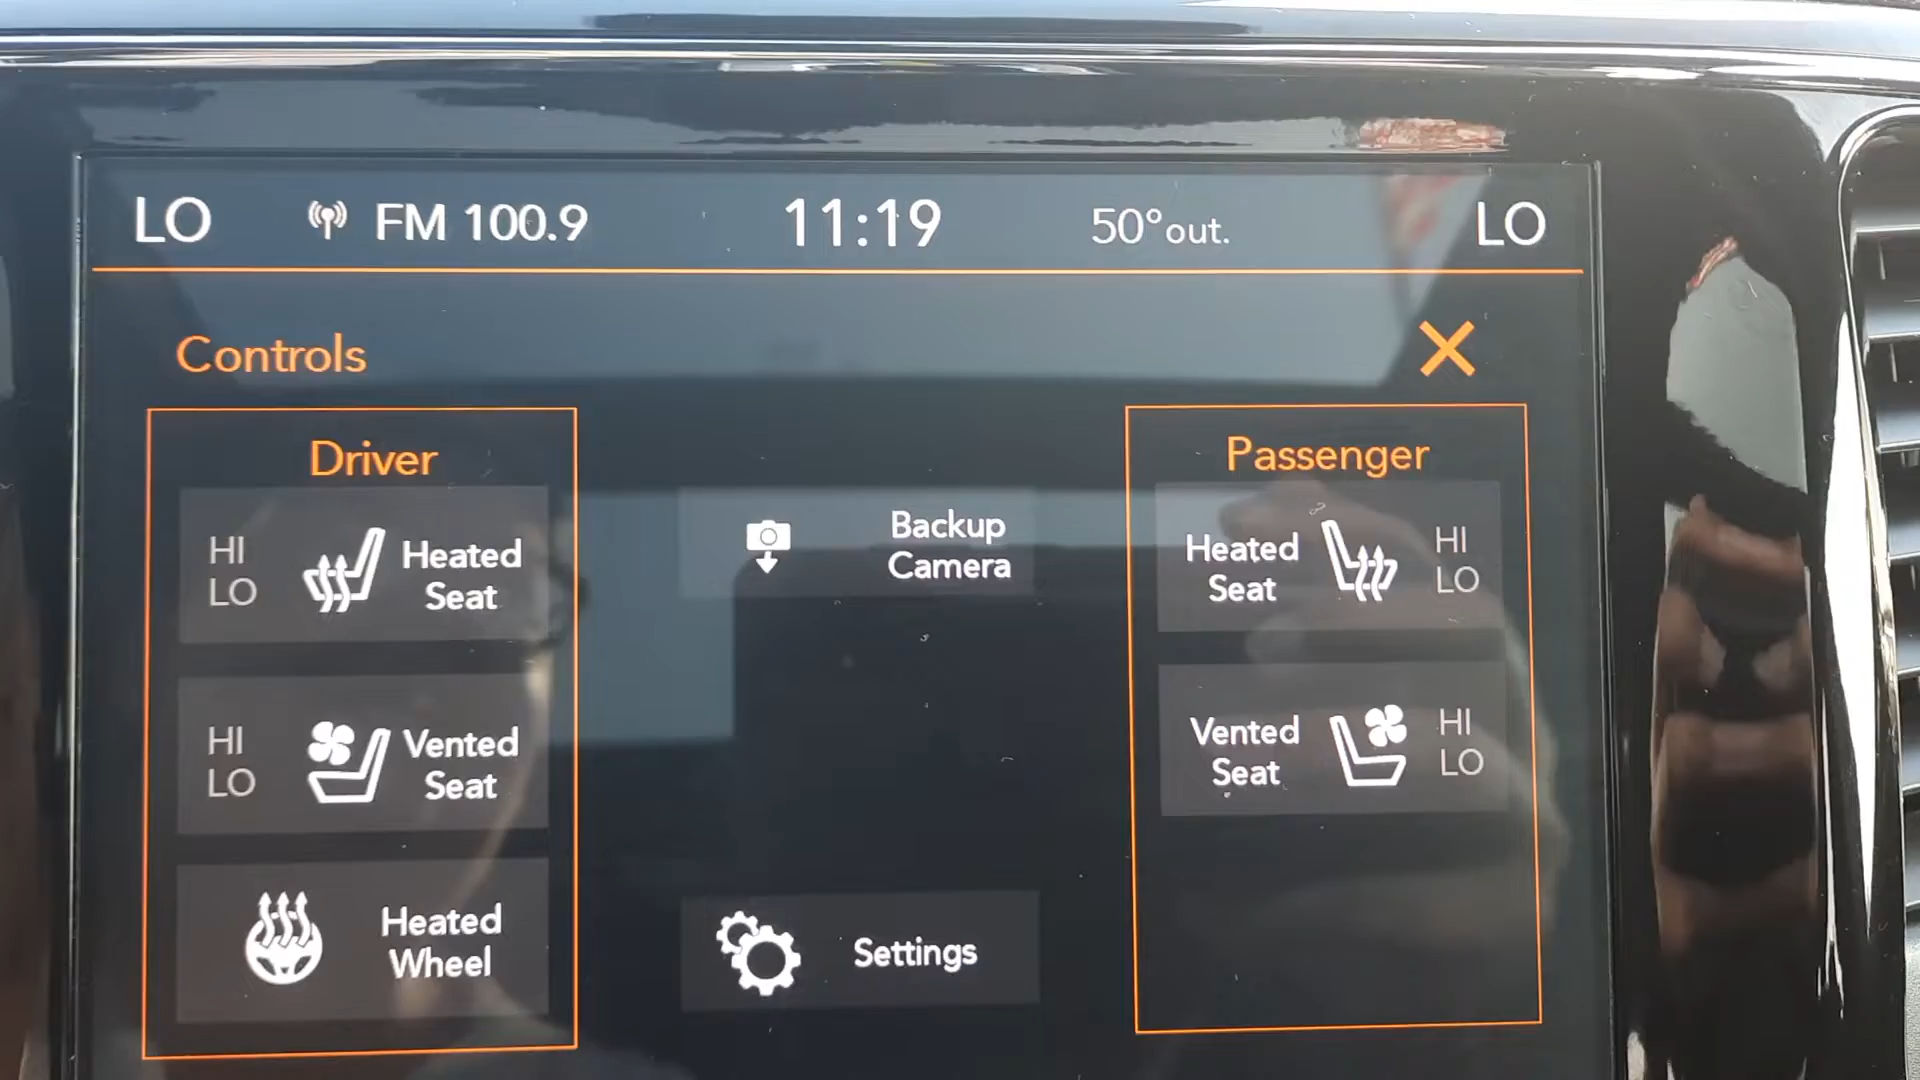 LO FM 100.9 11:19 50°out. LO
Controls
Driver
HI
LO
Heated
Seat
HI
LO
Vented
Seat
Heated
Wheel
Backup
Camera
Settings
Passenger
Heated
Seat
HI
LO
Vented
Seat
HI
LO